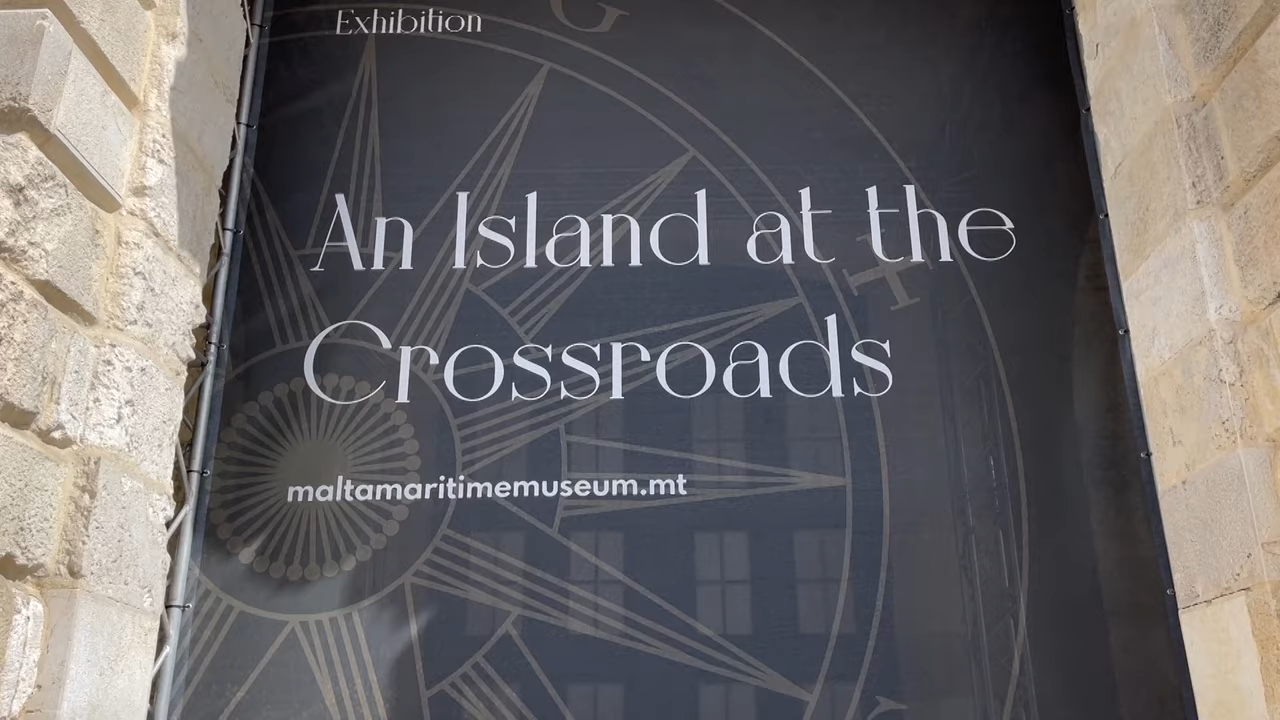 Exhibition
G
An Island at the
Crossroads
maltamaritimemuseum.mt